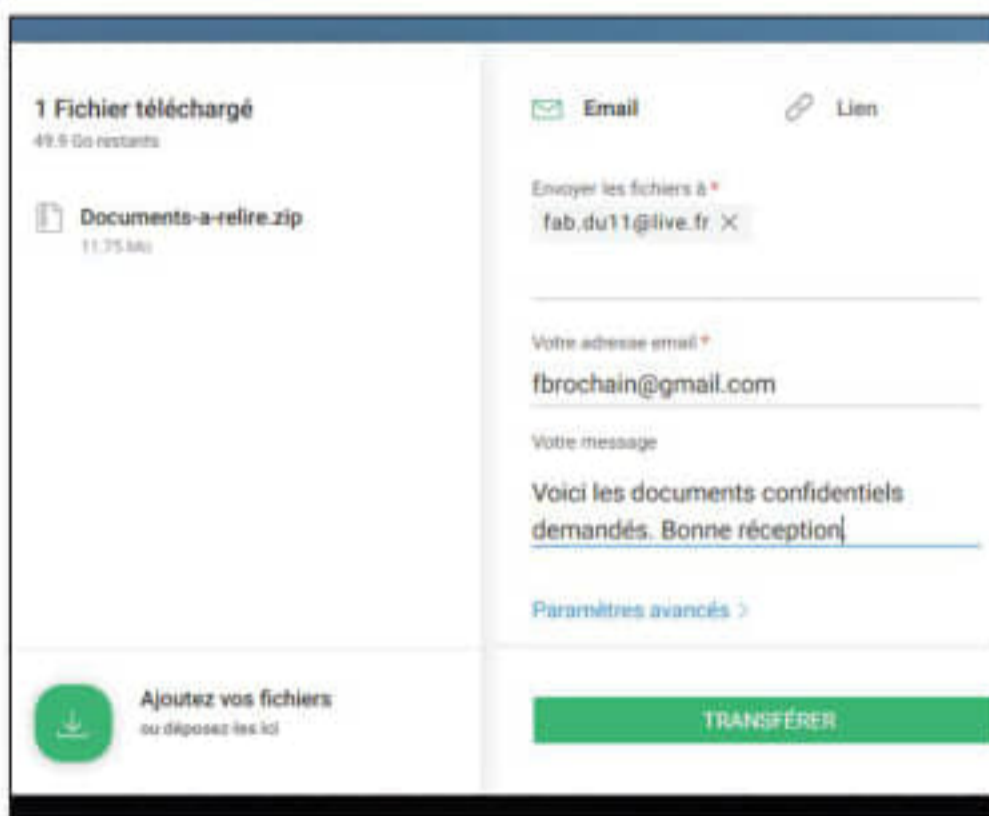 1 Fichier téléchargé
49.9 Go restants
Documents-a-relire.zip
11.75 Mo
Ajoutez vos fichiers
ou déposez-les ici
Email
Lien
Envoyer les fichiers à *
fab.du11@live.fr ×
Votre adresse email *
fbrochain@gmail.com
Votre message
Voici les documents confidentiels
demandés. Bonne réception
Paramètres avancés >
TRANSFÉRER